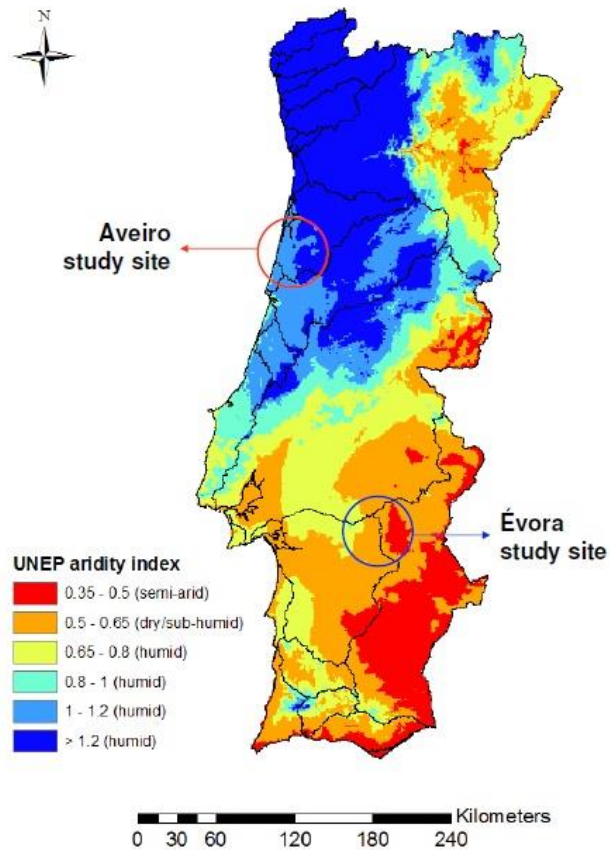 N
Aveiro
study site
Évora
study site
UNEP aridity index
0.35 - 0.5 (semi-arid)
0.5 - 0.65 (dry/sub-humid)
0.65 - 0.8 (humid)
0.8 - 1 (humid)
1 - 1.2 (humid)
> 1.2 (humid)
Kilometers
0 30 60 120 180 240